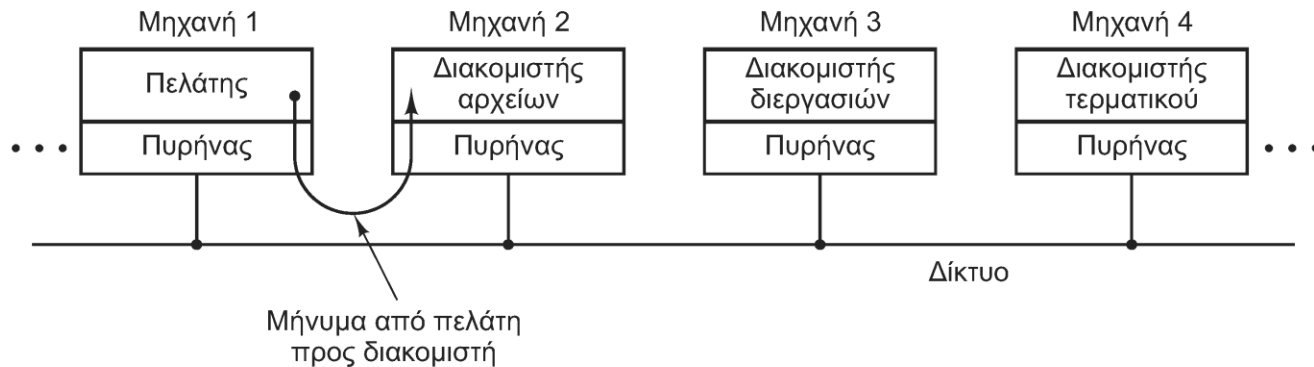 Μηχανή 1
Μηχανή 2
Μηχανή 3
Μηχανή 4
Πελάτης
Διακομιστής
αρχείων
Διακομιστής
διεργασιών
Διακομιστής
τερματικού
Πυρήνας
Πυρήνας
Πυρήνας
Πυρήνας
Δίκτυο
Μήνυμα από πελάτη
προς διακομιστή